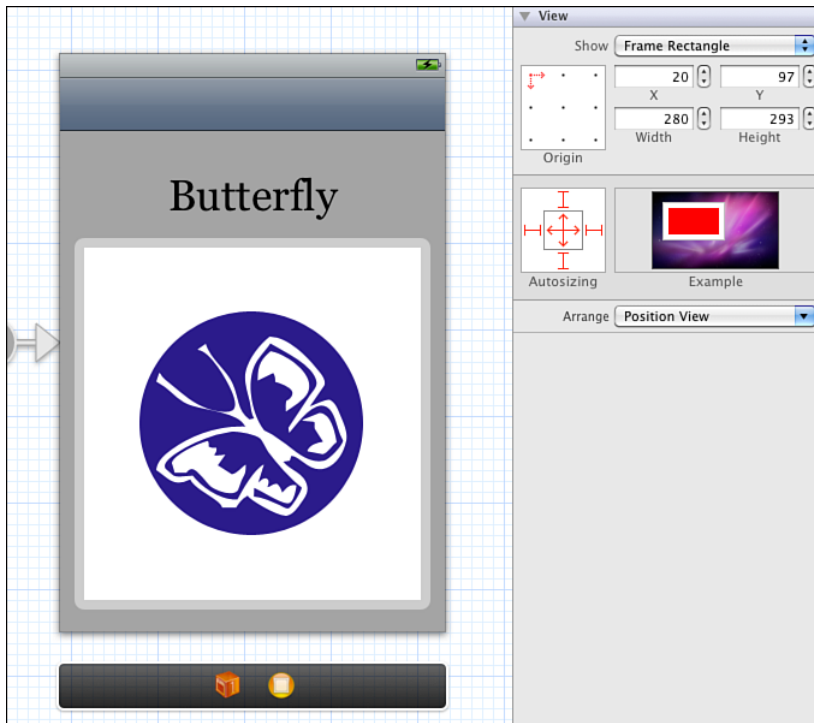 View
Show Frame Rectangle
20 97
X Y
280 293
Width Height
Origin
Autosizing Example
Arrange Position View
Butterfly